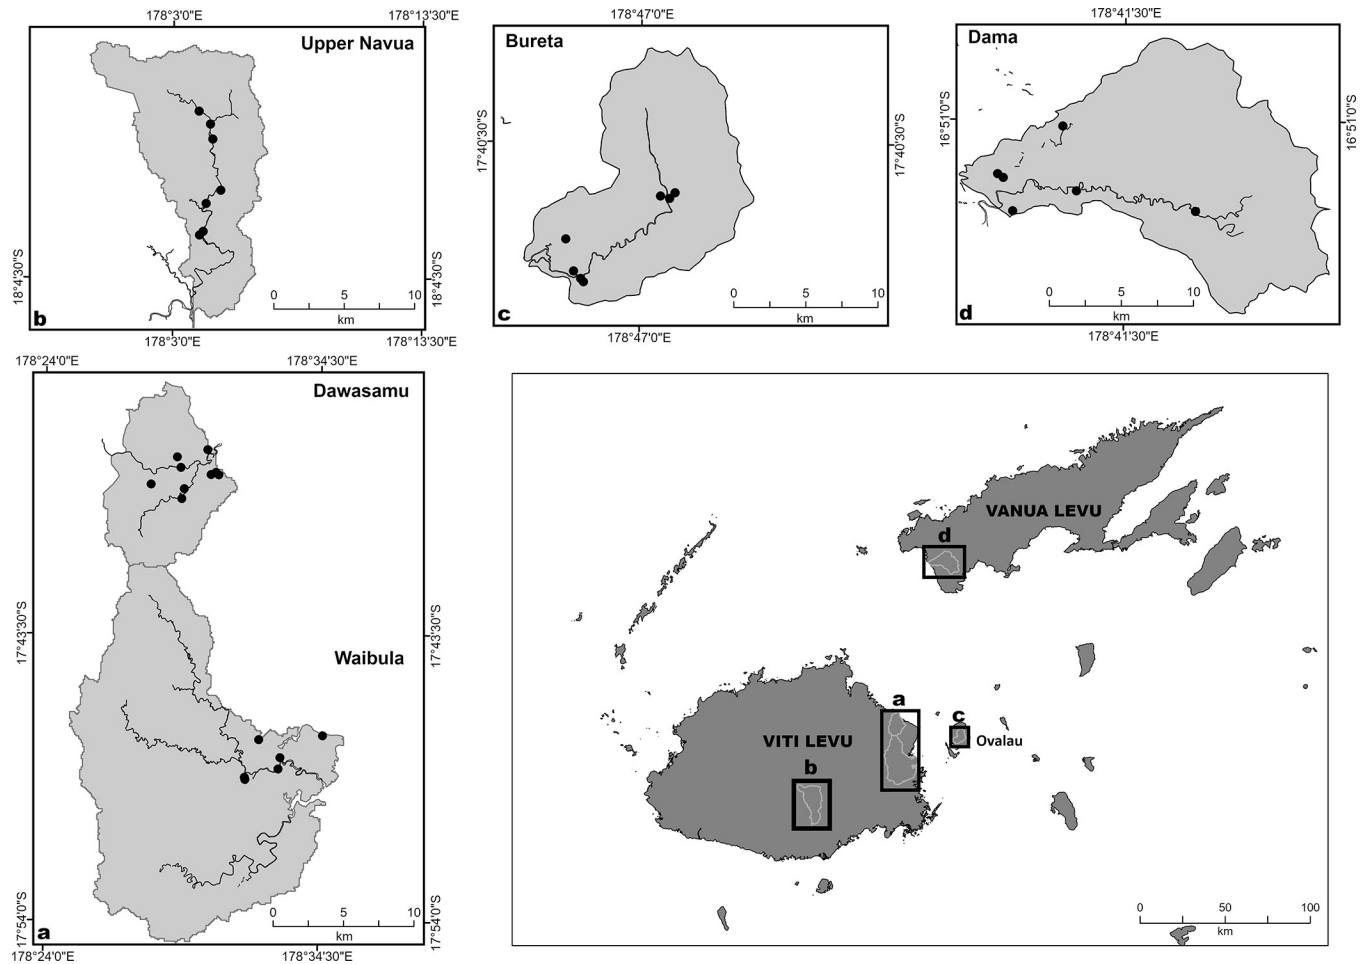 178°3'0"E
178°13'30"E
Upper Navua
18°4'30"S
18°4'30"S
0 5 10
km
b
178°3'0"E
178°13'30"E
178°47'0"E
Bureta
17°40'30"S
17°40'30"S
0 5 10
km
c
178°47'0"E
178°41'30"E
Dama
16°51'0"S
16°51'0"S
0 5 10
km
d
178°41'30"E
178°24'0"E
178°34'30"E
Dawasamu
17°43'30"S
17°43'30"S
Waibula
17°54'0"S
17°54'0"S
0 5 10
km
a
178°24'0"E
178°34'30"E
VANUA LEVU
d
a
c
VITI LEVU
Ovalau
b
0 50 100
km